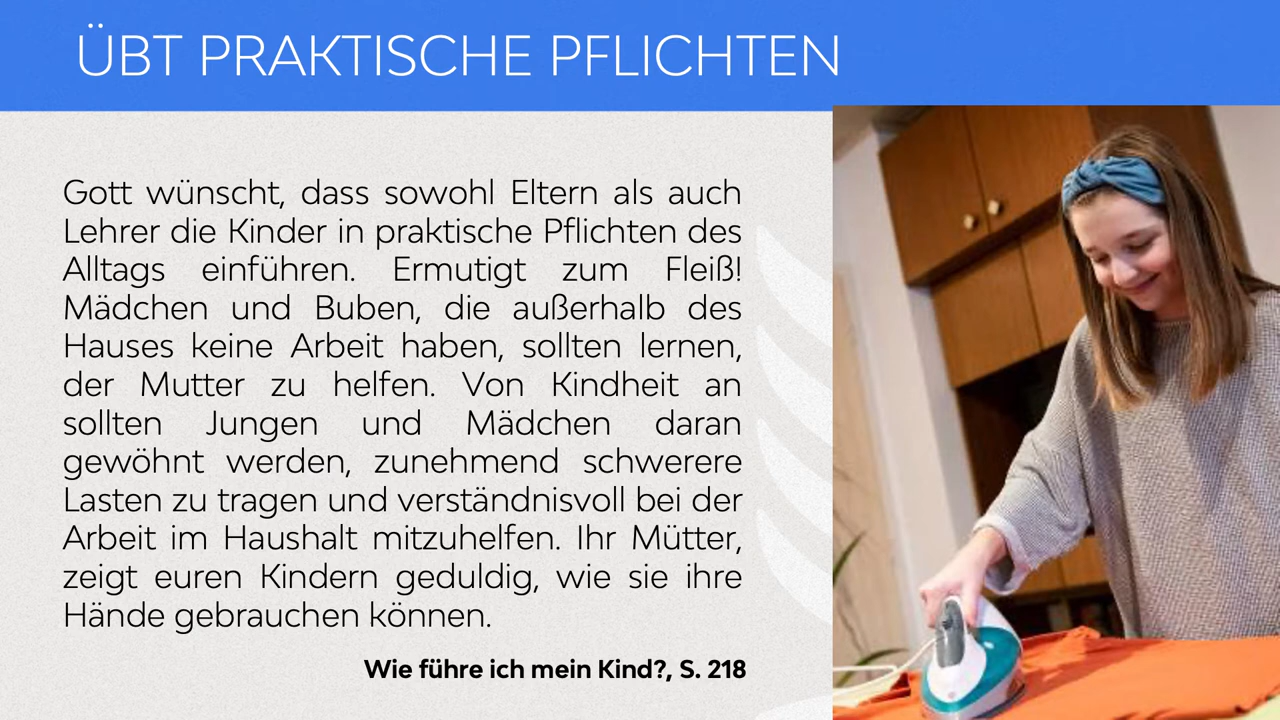 ÜBT PRAKTISCHE PFLICHTEN
Gott wünscht, dass sowohl Eltern als auch
Lehrer die Kinder in praktische Pflichten des
Alltags einführen. Ermutigt zum Fleiß!
Mädchen und Buben, die außerhalb des
Hauses keine Arbeit haben, sollten lernen,
der Mutter zu helfen. Von Kindheit an
sollten Jungen und Mädchen daran
gewöhnt werden, zunehmend schwerere
Lasten zu tragen und verständnisvoll bei der
Arbeit im Haushalt mitzuhelfen. Ihr Mütter,
zeigt euren Kindern geduldig, wie sie ihre
Hände gebrauchen können.
Wie führe ich mein Kind?, S. 218